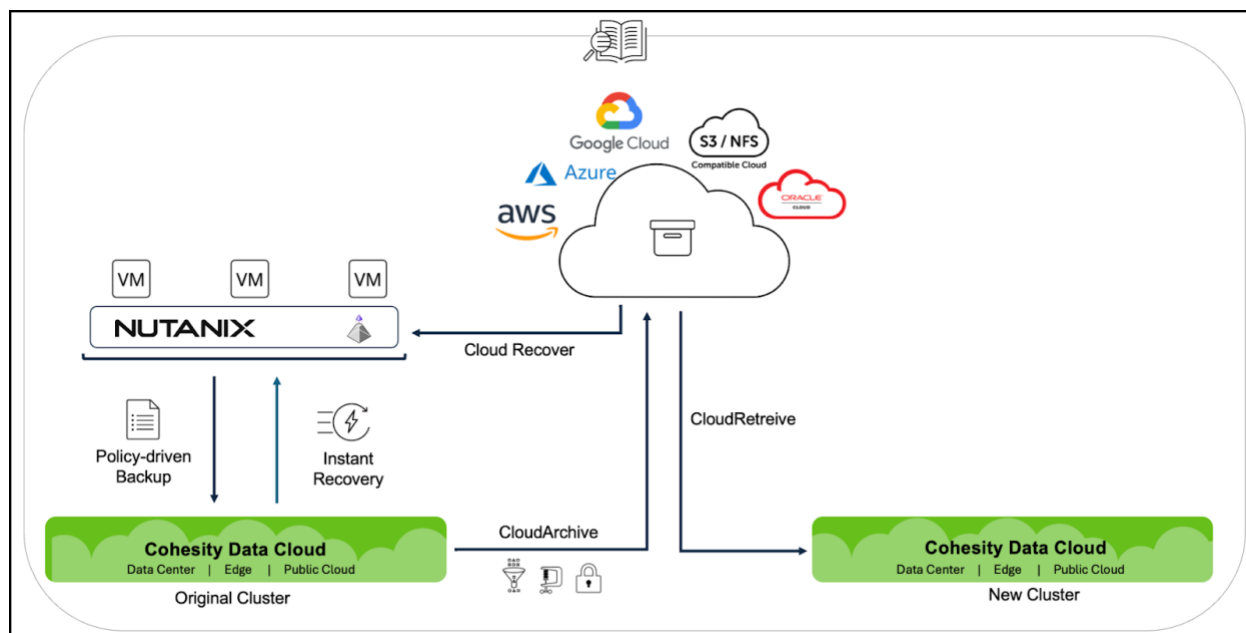 Google Cloud
S3 / NFS
Compatible Cloud
Azure
ORACLE
CLOUD
aws
VM
VM
VM
NUTANIX
Cloud Recover
CloudRetreive
Policy-driven
Backup
Instant
Recovery
Cohesity Data Cloud
Data Center | Edge | Public Cloud
Original Cluster
CloudArchive
Cohesity Data Cloud
Data Center | Edge | Public Cloud
New Cluster